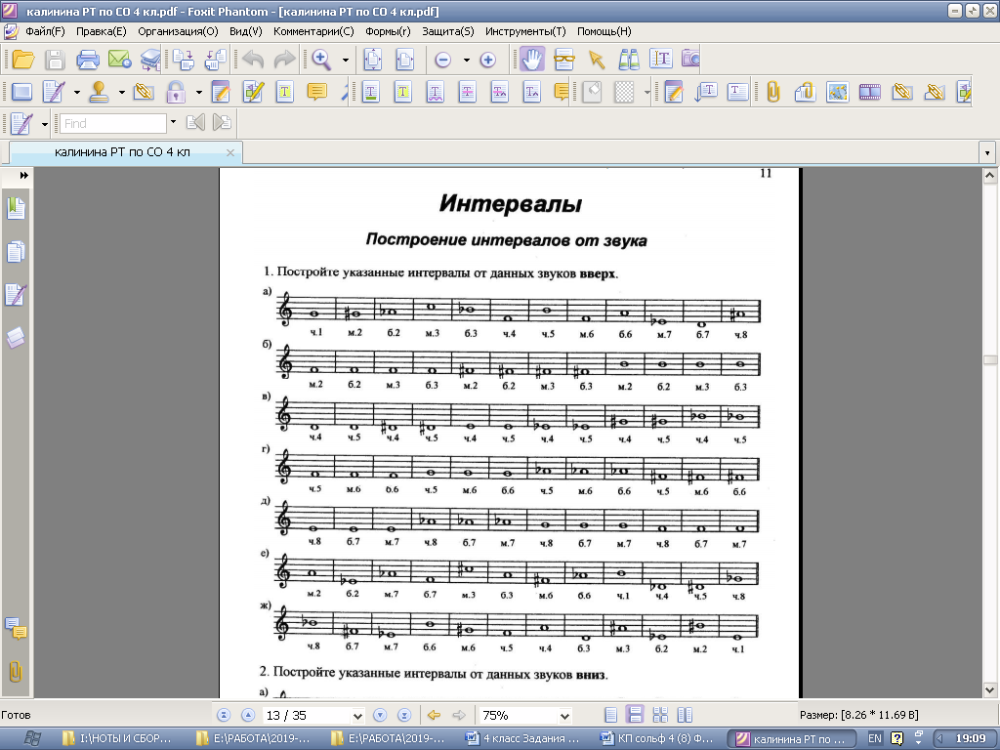 калинина РТ по СО 4 кл.pdf - Foxit Phantom - [калинина РТ по СО 4 кл.pdf]
Файл(F) Правка(E) Организация(O) Вид(V) Комментарии(C) Формы(r) Защита(S) Инструменты(T) Помощь(H)
Find
калинина РТ по СО 4 кл
11
Интервалы
Построение интервалов от звука
1. Постройте указанные интервалы от данных звуков вверх.
а)
ч.1 м.2 б.2 м.3 б.3 ч.4 ч.5 м.6 б.6 м.7 б.7 ч.8
б)
м.2 б.2 м.3 б.3 м.2 б.2 м.3 б.3 м.2 б.2 м.3 б.3
в)
ч.4 ч.5 ч.4 ч.5 ч.4 ч.5 ч.4 ч.5 ч.4 ч.5 ч.4 ч.5
г)
ч.5 м.6 б.6 ч.5 м.6 б.6 ч.5 м.6 б.6 ч.5 м.6 б.6
д)
ч.8 б.7 м.7 ч.8 б.7 м.7 ч.8 б.7 м.7 ч.8 б.7 м.7
е)
м.2 б.2 м.7 б.7 м.3 б.3 м.6 б.6 ч.1 ч.4 ч.5 ч.8
ж)
ч.8 б.7 м.7 б.6 м.6 ч.5 ч.4 б.3 м.3 б.2 м.2 ч.1
2. Постройте указанные интервалы от данных звуков вниз.
а)
Готово 13 / 35 75% Размер: [8.26 * 11.69 В]
I:\НОТЫ И СБОР... E:\РАБОТА\2019-... E:\РАБОТА\2019-... 4 класс Задания ... КП сольф 4 (8) Ф... калинина РТ по ... EN 19:09